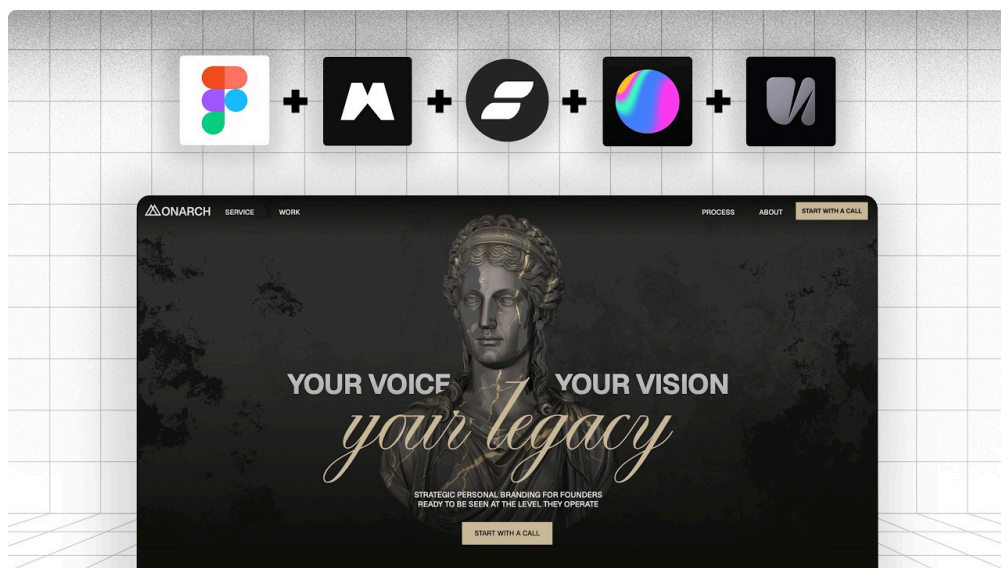 MONARCH SERVICE WORK PROCESS ABOUT START WITH A CALL
YOUR VOICE YOUR VISION
your legacy
STRATEGIC PERSONAL BRANDING FOR FOUNDERS
READY TO BE SEEN AT THE LEVEL THEY OPERATE
START WITH A CALL